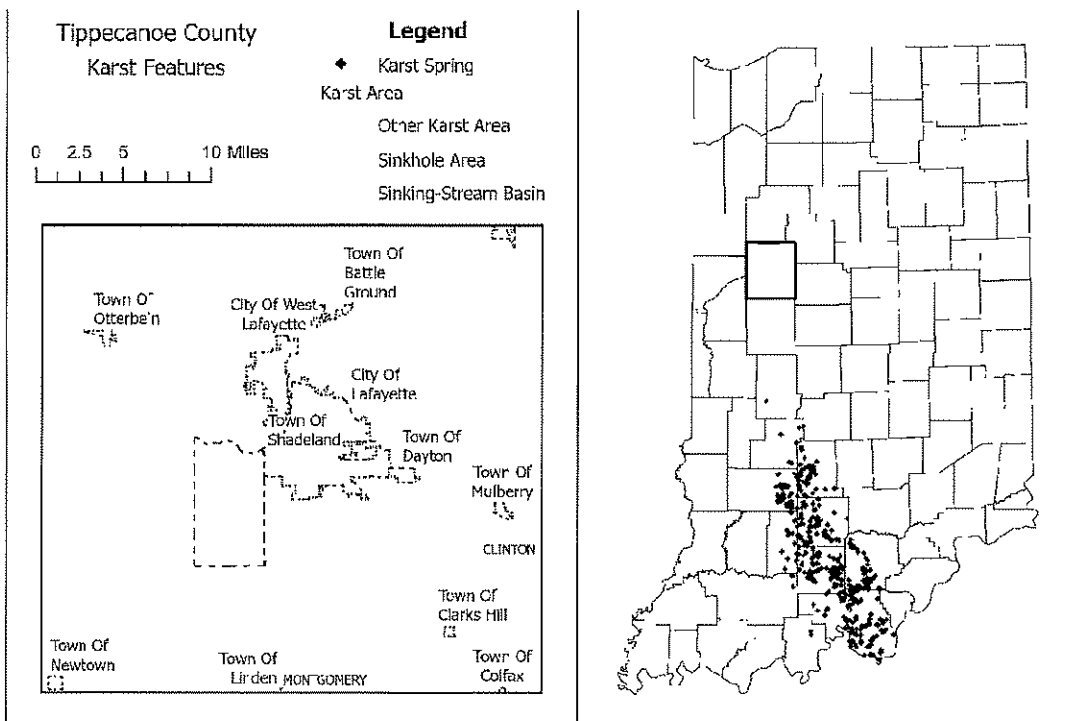 Tippecanoe County
Karst Features
0 2.5 5 10 Miles
Legend
Karst Spring
Karst Area
Other Karst Area
Sinkhole Area
Sinking-Stream Basin
Town Of
Battle
Ground
Town Of
Otterbe'n
City Of West
Lafayette
City Of
Lafayette
Town Of
Shadeland
Town Of
Dayton
Town Of
Mulberry
CLINTON
Town Of
Clarks Hill
Town Of
Newtown
Town Of
Linden
MONTGOMERY
Town Of
Colfax